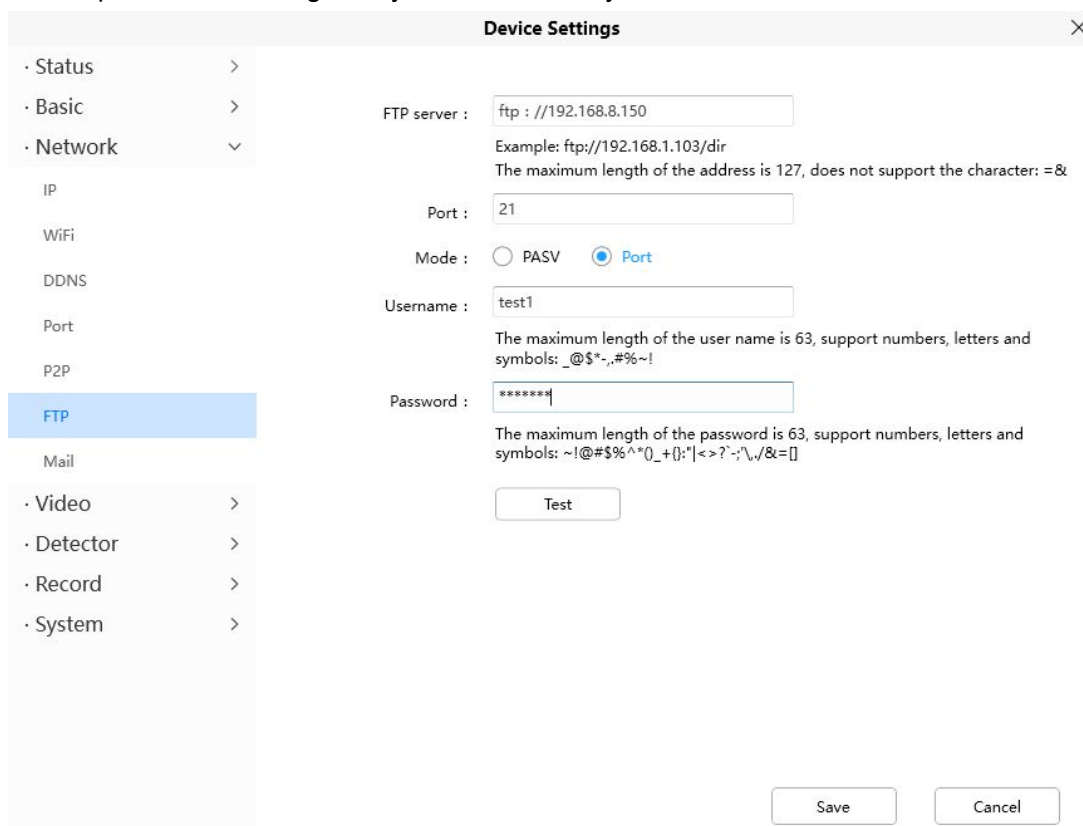 Device Settings
· Status
· Basic
· Network
IP
WiFi
DDNS
Port
P2P
FTP
Mail
· Video
· Detector
· Record
· System
FTP server :
ftp : //192.168.8.150
Example: ftp://192.168.1.103/dir
The maximum length of the address is 127, does not support the character: =&
Port :
21
Mode :
PASV
Port
Username :
test1
The maximum length of the user name is 63, support numbers, letters and
symbols: _@$*-,.#%~!
Password :
*******
The maximum length of the password is 63, support numbers, letters and
symbols: ~!@#$%^*()_+{}:"|<>?`-;'\,./&=[]
Test
Save
Cancel